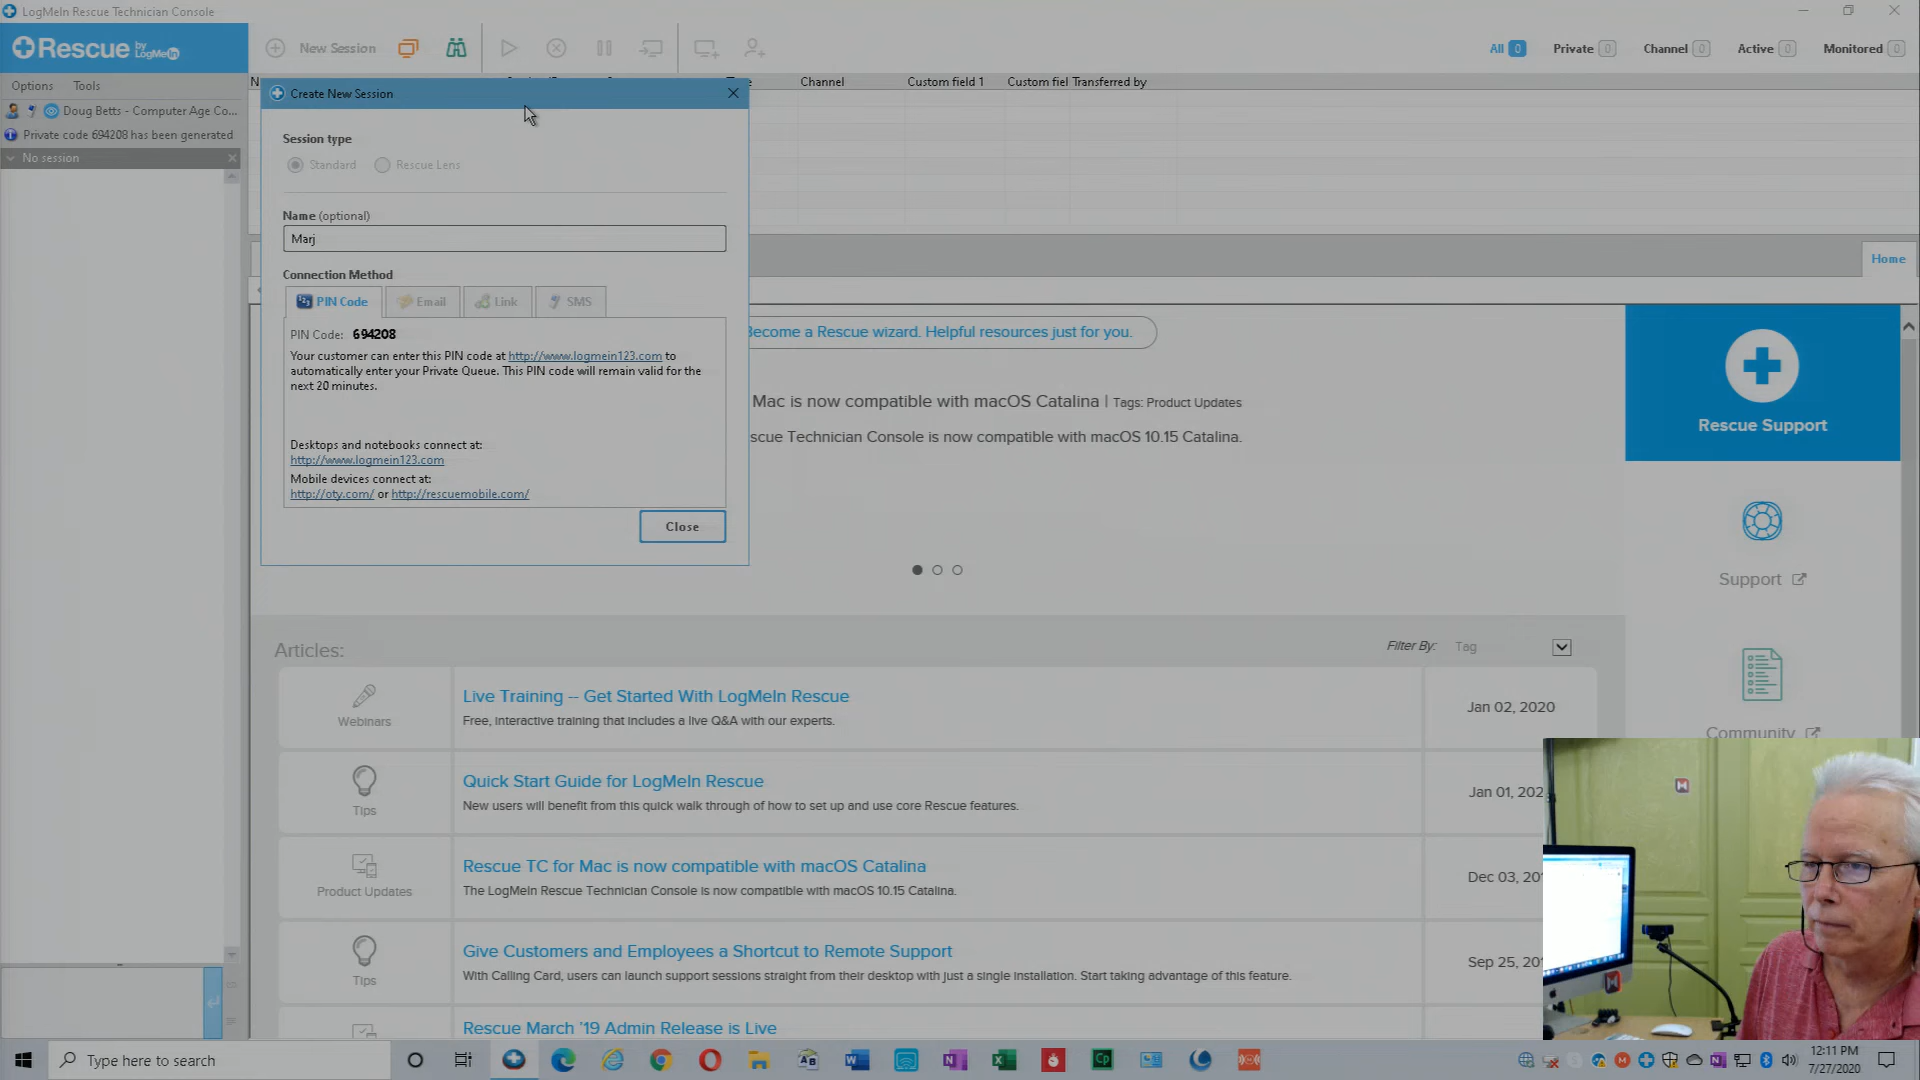 LogMeIn Rescue Technician Console
Rescue by LogMeIn
New Session
All 0 Private 0 Channel 0 Active 0 Monitored 0
Options Tools
Channel Custom field 1 Custom fiel Transferred by
Create New Session
Doug Betts - Computer Age Co...
Private code 694208 has been generated
No session
Session type
Standard Rescue Lens
Name (optional)
Marj
Connection Method
PIN Code Email Link SMS
PIN Code: 694208
Your customer can enter this PIN code at http://www.logmein123.com to
automatically enter your Private Queue. This PIN code will remain valid for the
next 20 minutes.
Desktops and notebooks connect at:
http://www.logmein123.com
Mobile devices connect at:
http://oty.com/ or http://rescuemobile.com/
Close
Home
Become a Rescue wizard. Helpful resources just for you.
Mac is now compatible with macOS Catalina | Tags: Product Updates
scue Technician Console is now compatible with macOS 10.15 Catalina.
Rescue Support
Support
Community
Articles:
Filter By: Tag
Webinars
Live Training -- Get Started With LogMeIn Rescue
Free, interactive training that includes a live Q&A with our experts.
Jan 02, 2020
Tips
Quick Start Guide for LogMeIn Rescue
New users will benefit from this quick walk through of how to set up and use core Rescue features.
Jan 01, 202
Product Updates
Rescue TC for Mac is now compatible with macOS Catalina
The LogMeIn Rescue Technician Console is now compatible with macOS 10.15 Catalina.
Dec 03, 20
Tips
Give Customers and Employees a Shortcut to Remote Support
With Calling Card, users can launch support sessions straight from their desktop with just a single installation. Start taking advantage of this feature.
Sep 25, 20
Rescue March '19 Admin Release is Live
Type here to search
12:11 PM
7/27/2020